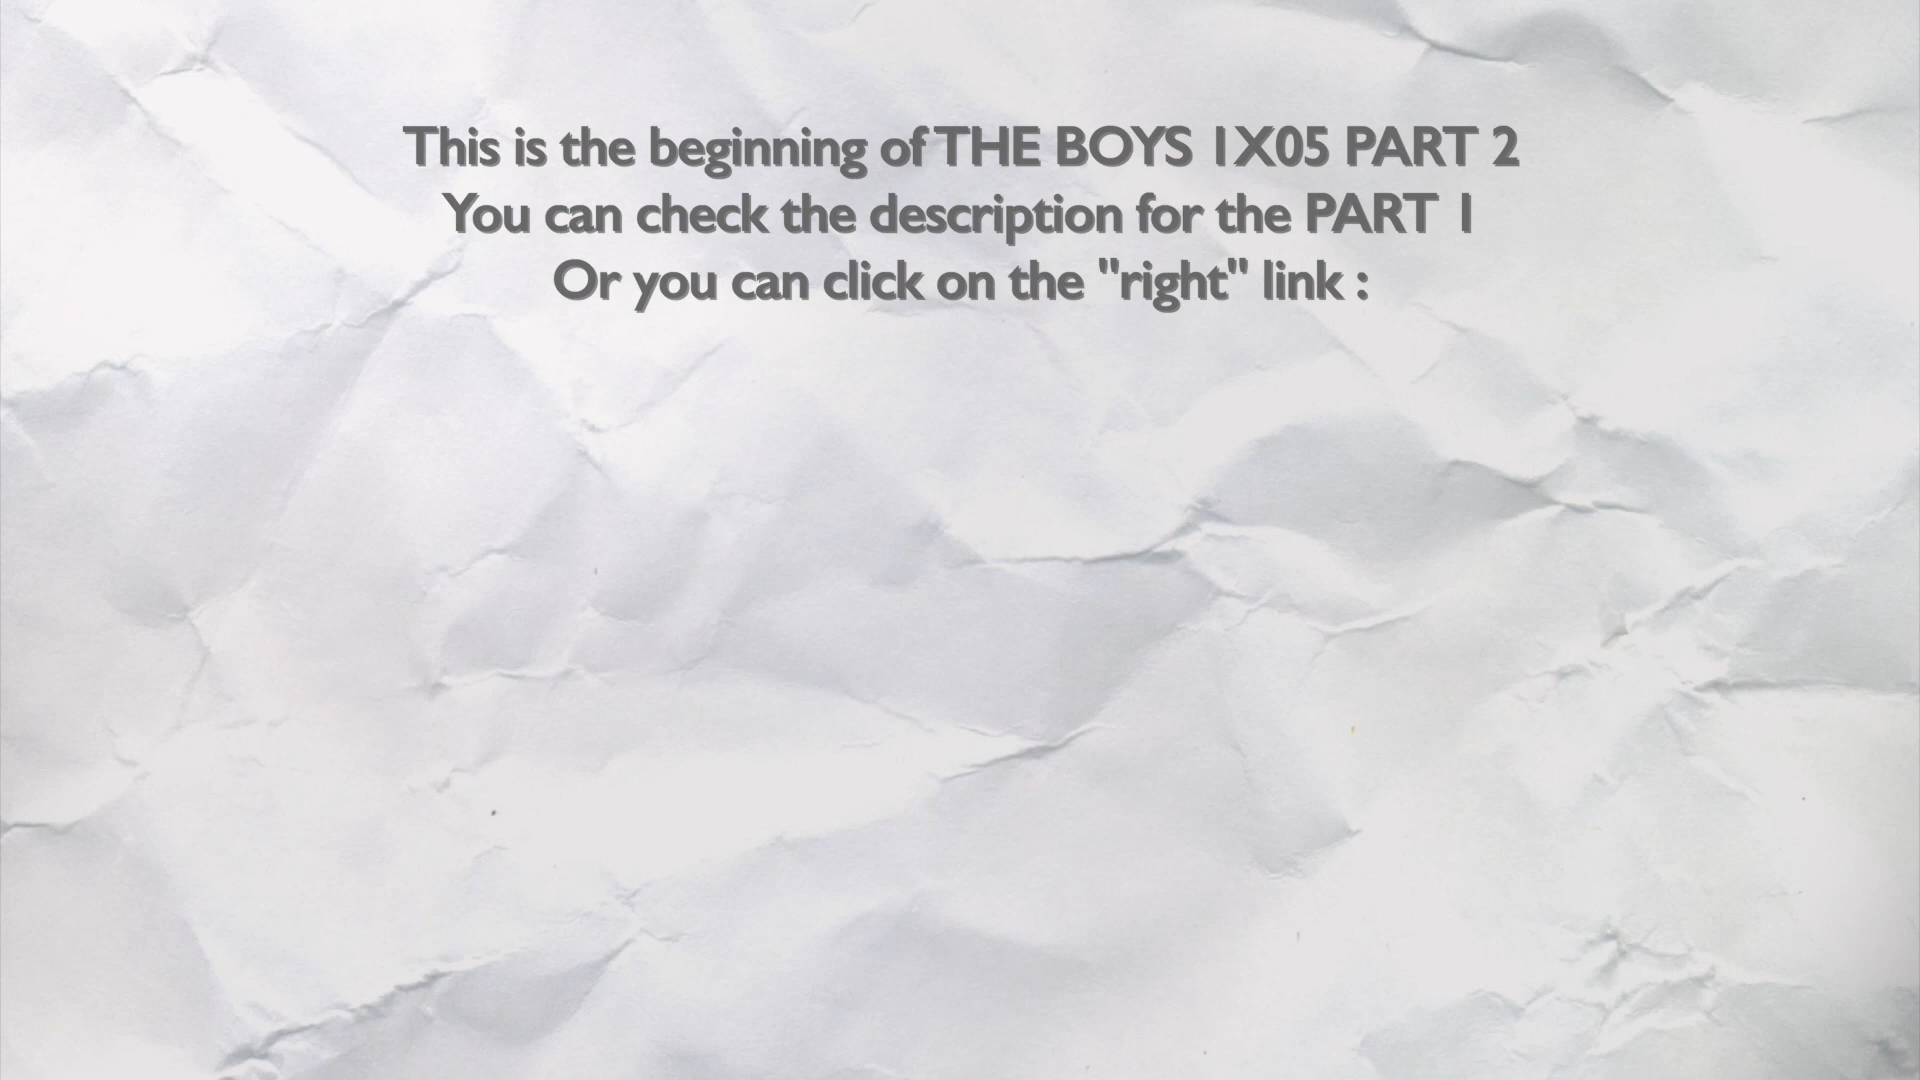 This is the beginning of THE BOYS 1X05 PART 2
You can check the description for the PART 1
Or you can click on the "right" link :